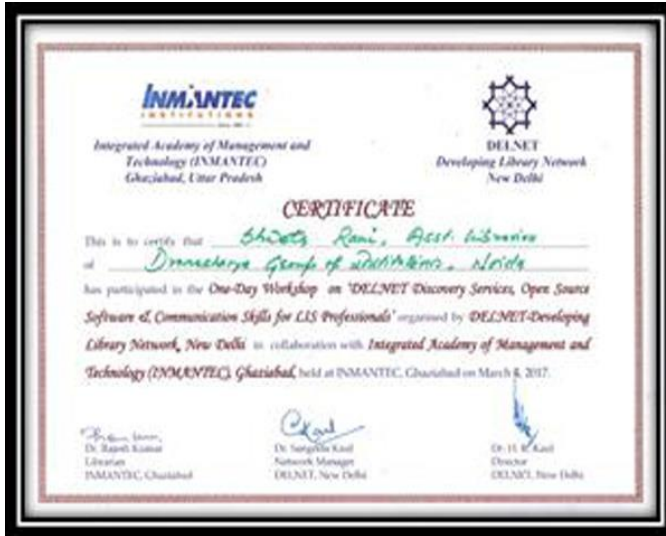 INMANTEC
INSTITUTIONS
Integrated Academy of Management and
Technology (INMANTEC)
Ghaziabad, Uttar Pradesh
DELNET
Developing Library Network
New Delhi
CERTIFICATE
This is to certify that Shweta Rani, Asst. Librarian
of Dronacharya Group of Institutions, Noida
has participated in the One-Day Workshop on 'DELNET Discovery Services, Open Source
Software & Communication Skills for LIS Professionals' organised by DELNET-Developing
Library Network, New Delhi in collaboration with Integrated Academy of Management and
Technology (INMANTEC), Ghaziabad, held at INMANTEC, Ghaziabad on March 4, 2017.
Dr. Rajesh Kumar
Librarian
INMANTEC, Ghaziabad
Dr. Sangeeta Kaul
Network Manager
DELNET, New Delhi
Dr. H. K. Kaul
Director
DELNET, New Delhi